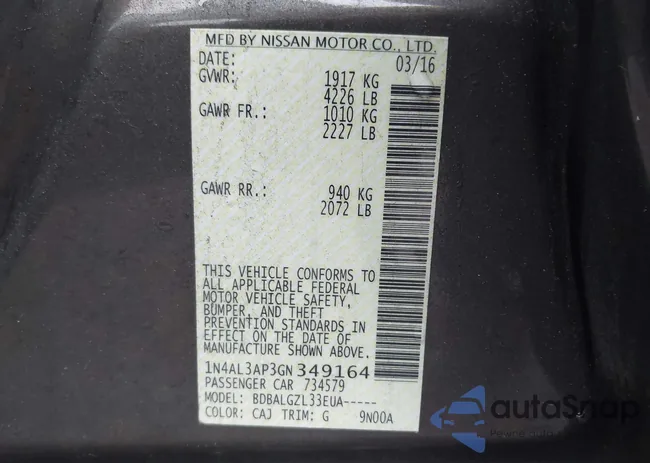 MFD BY NISSAN MOTOR CO., LTD.
DATE: 03/16
GVWR: 1917 KG
4226 LB
GAWR FR.: 1010 KG
2227 LB
GAWR RR.: 940 KG
2072 LB
THIS VEHICLE CONFORMS TO
ALL APPLICABLE FEDERAL
MOTOR VEHICLE SAFETY,
BUMPER, AND THEFT
PREVENTION STANDARDS IN
EFFECT ON THE DATE OF
MANUFACTURE SHOWN ABOVE.
1N4AL3AP3GN349164
PASSENGER CAR 734579
MODEL: BDBALGZL33EUA-----
COLOR: CAJ TRIM: G 9N00A
autoSnap